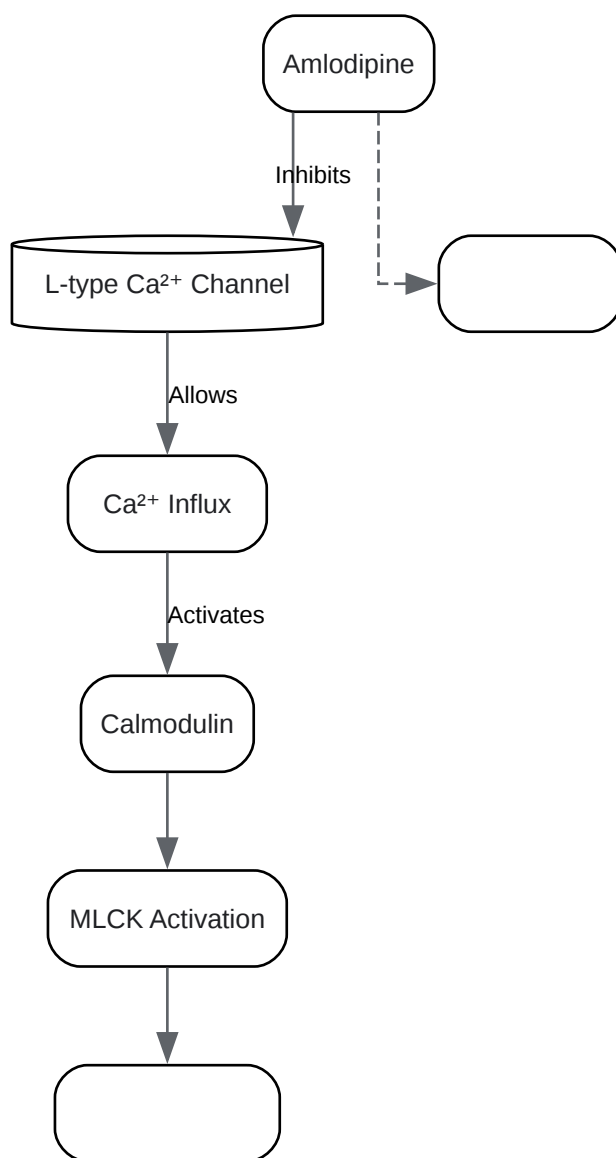 Amlodipine
Inhibits
L-type Ca²⁺ Channel
Allows
Ca²⁺ Influx
Activates
Calmodulin
MLCK Activation